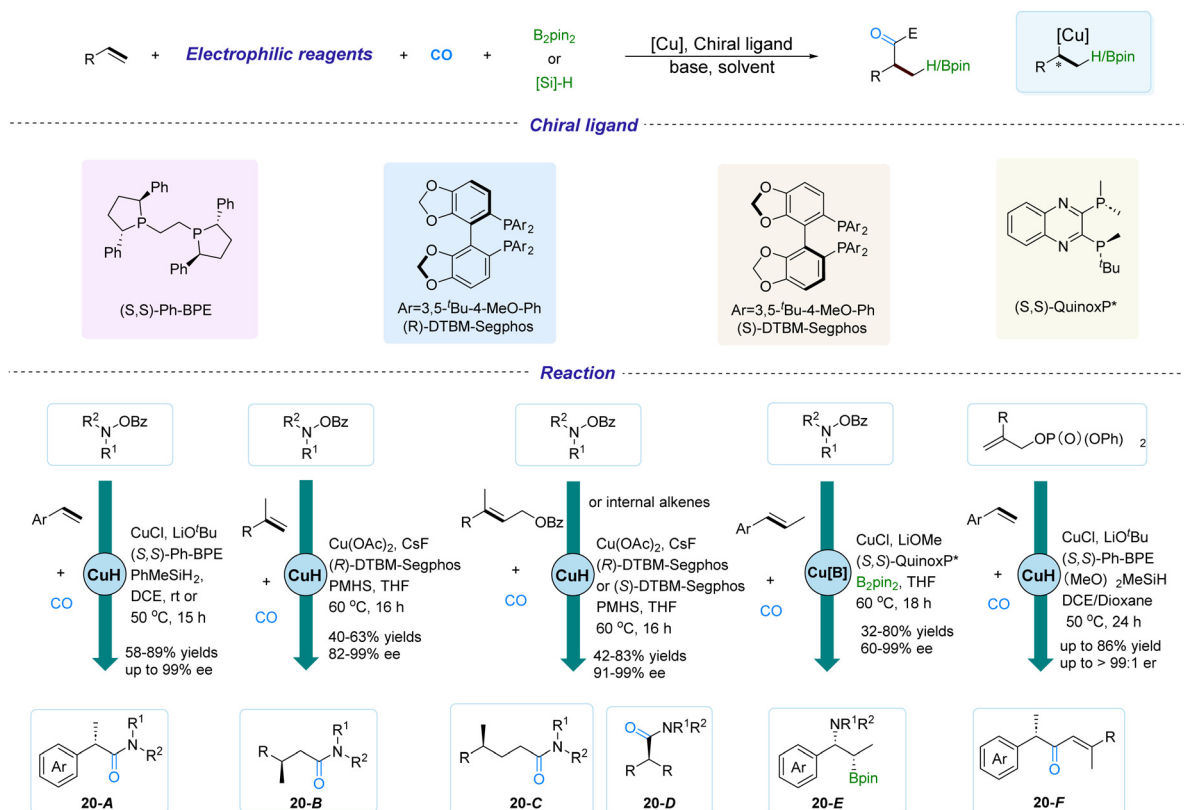 R + Electrophilic reagents + CO + B₂pin₂ or [Si]-H
[Cu], Chiral ligand
base, solvent
O E R H/Bpin
[Cu] R * H/Bpin
Chiral ligand
Ph Ph P P Ph Ph
(S,S)-Ph-BPE
O O PAr₂ PAr₂ O O
Ar=3,5-ᵗBu-4-MeO-Ph
(R)-DTBM-Segphos
O O PAr₂ PAr₂ O O
Ar=3,5-ᵗBu-4-MeO-Ph
(S)-DTBM-Segphos
N N P P ᵗBu
(S,S)-QuinoxP*
Reaction
R² N OBz R¹
Ar
+
CO
CuH
CuCl, LiOᵗBu
(S,S)-Ph-BPE
PhMeSiH₂,
DCE, rt or
50 °C, 15 h
58-89% yields
up to 99% ee
Ar O N R¹ R²
20-A
R² N OBz R¹
R
+
CO
CuH
Cu(OAc)₂, CsF
(R)-DTBM-Segphos
PMHS, THF
60 °C, 16 h
40-63% yields
82-99% ee
R O N R¹ R²
20-B
R² N OBz R¹
R OBz
or internal alkenes
+
CO
CuH
Cu(OAc)₂, CsF
(R)-DTBM-Segphos
or (S)-DTBM-Segphos
PMHS, THF
60 °C, 16 h
42-83% yields
91-99% ee
R O N R¹ R²
20-C
O NR¹R² R R
20-D
R² N OBz R¹
Ar
+
CO
Cu[B]
CuCl, LiOMe
(S,S)-QuinoxP*
B₂pin₂, THF
60 °C, 18 h
32-80% yields
60-99% ee
NR¹R² Ar Bpin
20-E
R OP(O)(OPh) ₂
Ar
+
CO
CuH
CuCl, LiOᵗBu
(S,S)-Ph-BPE
(MeO) ₂MeSiH
DCE/Dioxane
50 °C, 24 h
up to 86% yield
up to > 99:1 er
Ar O R
20-F